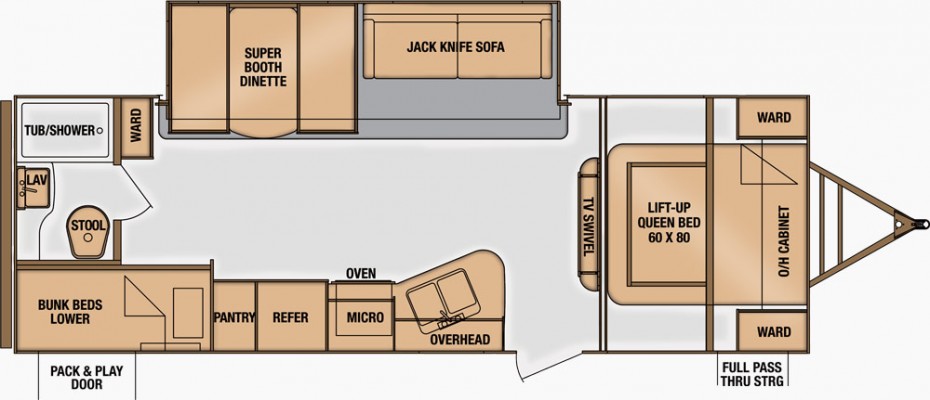 SUPER
BOOTH
DINETTE
JACK KNIFE SOFA
TUB/SHOWER
WARD
WARD
LAV
STOOL
TV SWIVEL
LIFT-UP
QUEEN BED
60 X 80
O/H CABINET
BUNK BEDS
LOWER
PANTRY
REFER
OVEN
MICRO
OVERHEAD
WARD
PACK & PLAY
DOOR
FULL PASS
THRU STRG